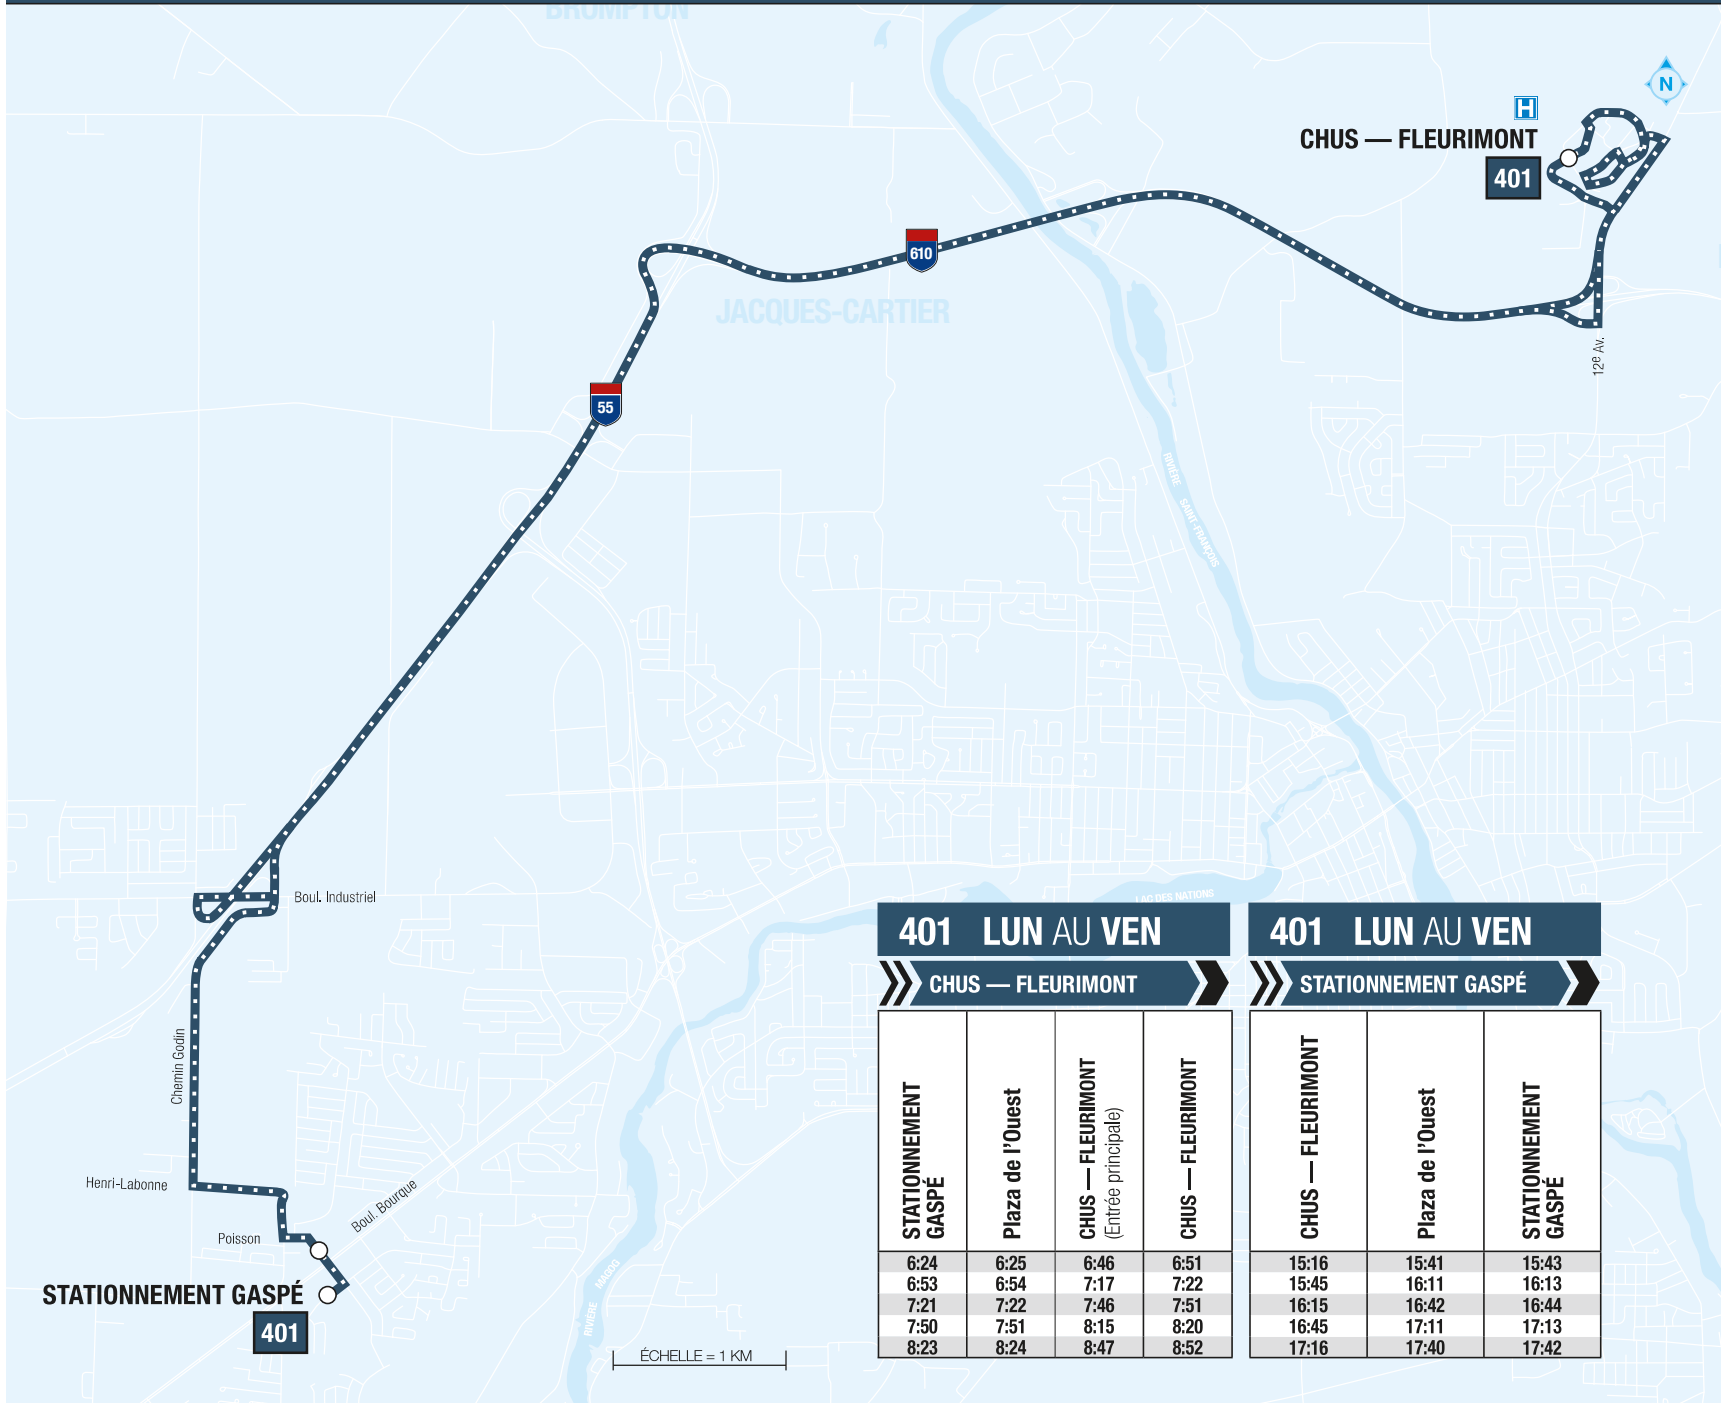 BROMPTON
N
H
CHUS — FLEURIMONT
401
610
JACQUES-CARTIER
12e Av.
55
RIVIÈRE SAINT-FRANÇOIS
Boul. Industriel
LAC DES NATIONS
Chemin Godin
Henri-Labonne
Boul. Bourque
Poisson
STATIONNEMENT GASPÉ
401
RIVIÈRE MAGOG
ÉCHELLE = 1 KM
401 LUN AU VEN
CHUS — FLEURIMONT
STATIONNEMENT GASPÉ
Plaza de l'Ouest
CHUS — FLEURIMONT (Entrée principale)
CHUS — FLEURIMONT
6:24 6:25 6:46 6:51
6:53 6:54 7:17 7:22
7:21 7:22 7:46 7:51
7:50 7:51 8:15 8:20
8:23 8:24 8:47 8:52
401 LUN AU VEN
STATIONNEMENT GASPÉ
CHUS — FLEURIMONT
Plaza de l'Ouest
STATIONNEMENT GASPÉ
15:16 15:41 15:43
15:45 16:11 16:13
16:15 16:42 16:44
16:45 17:11 17:13
17:16 17:40 17:42